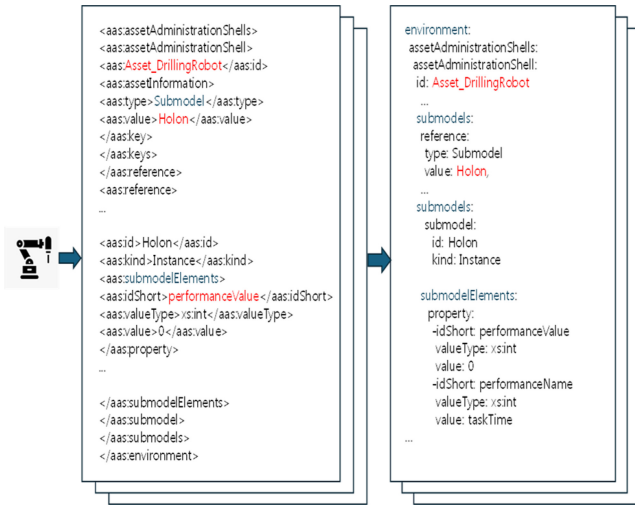 <aas:assetAdministrationShells>
<aas:assetAdministrationShell>
<aas:Asset_DrillingRobot</aas:id>
<aas:assetInformation>
<aas:type>Submodel</aas:type>
<aas:value>Holon</aas:value>
</aas:key>
</aas:keys>
</aas:reference>
<aas:reference>
...
<aas:id>Holon</aas:id>
<aas:kind>Instance</aas:kind>
<aas:submodelElements>
<aas:idShort>performanceValue</aas:idShort>
<aas:valueType>xs:int</aas:valueType>
<aas:value>0</aas:value>
</aas:property>
...
</aas:submodelElements>
</aas:submodel>
</aas:submodels>
</aas:environment>
environment:
assetAdministrationShells:
assetAdministrationShell:
id: Asset_DrillingRobot
...
submodels:
reference:
type: Submodel
value: Holon,
...
submodels:
submodel:
id: Holon
kind: Instance
submodelElements:
property:
-idShort: performanceValue
valueType: xs:int
value: 0
-idShort: performanceName
valueType: xs:int
value: taskTime
...